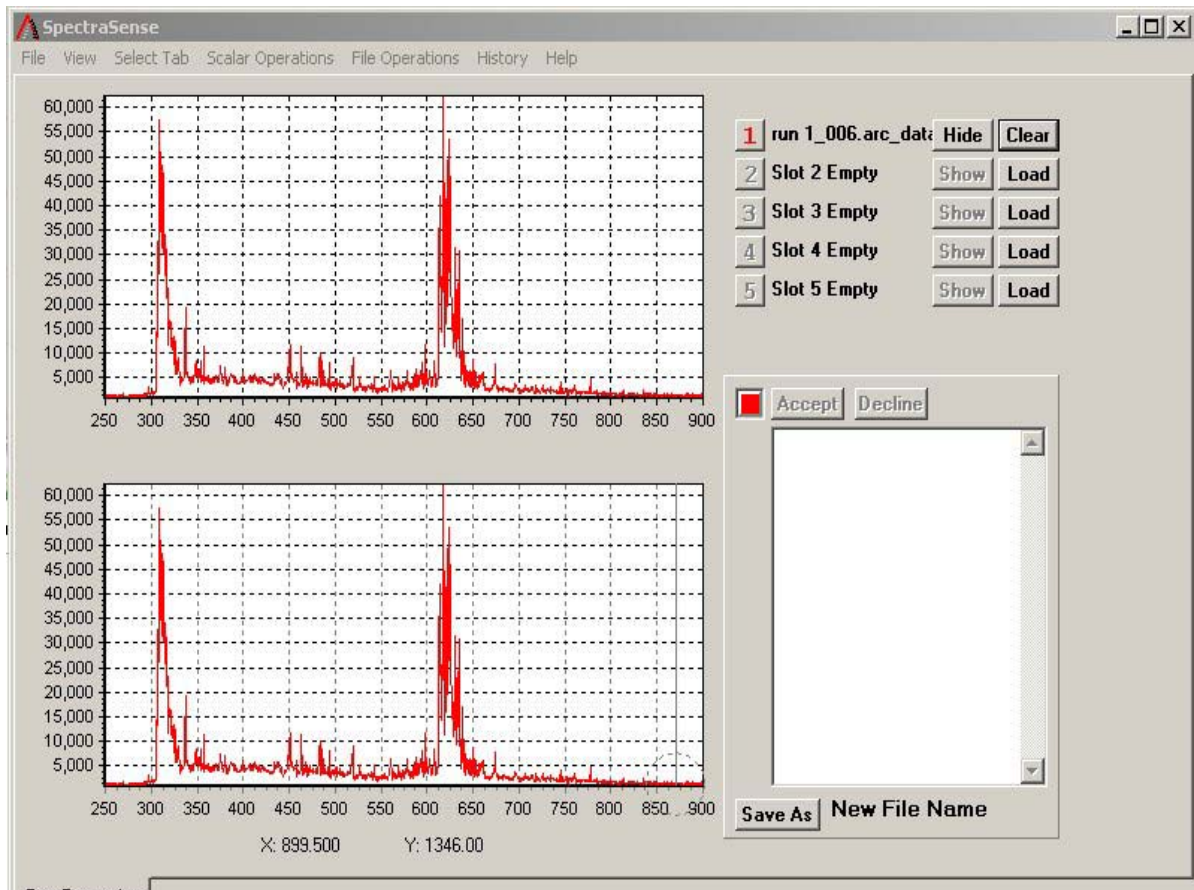 SpectraSense
File View Select Tab Scalar Operations File Operations History Help
60,000
55,000
50,000
45,000
40,000
35,000
30,000
25,000
20,000
15,000
10,000
5,000
250 300 350 400 450 500 550 600 650 700 750 800 850 900
1 run 1_006.arc_data Hide Clear
2 Slot 2 Empty Show Load
3 Slot 3 Empty Show Load
4 Slot 4 Empty Show Load
5 Slot 5 Empty Show Load
Accept Decline
60,000
55,000
50,000
45,000
40,000
35,000
30,000
25,000
20,000
15,000
10,000
5,000
250 300 350 400 450 500 550 600 650 700 750 800 850 900
X: 899.500 Y: 1346.00
Save As New File Name